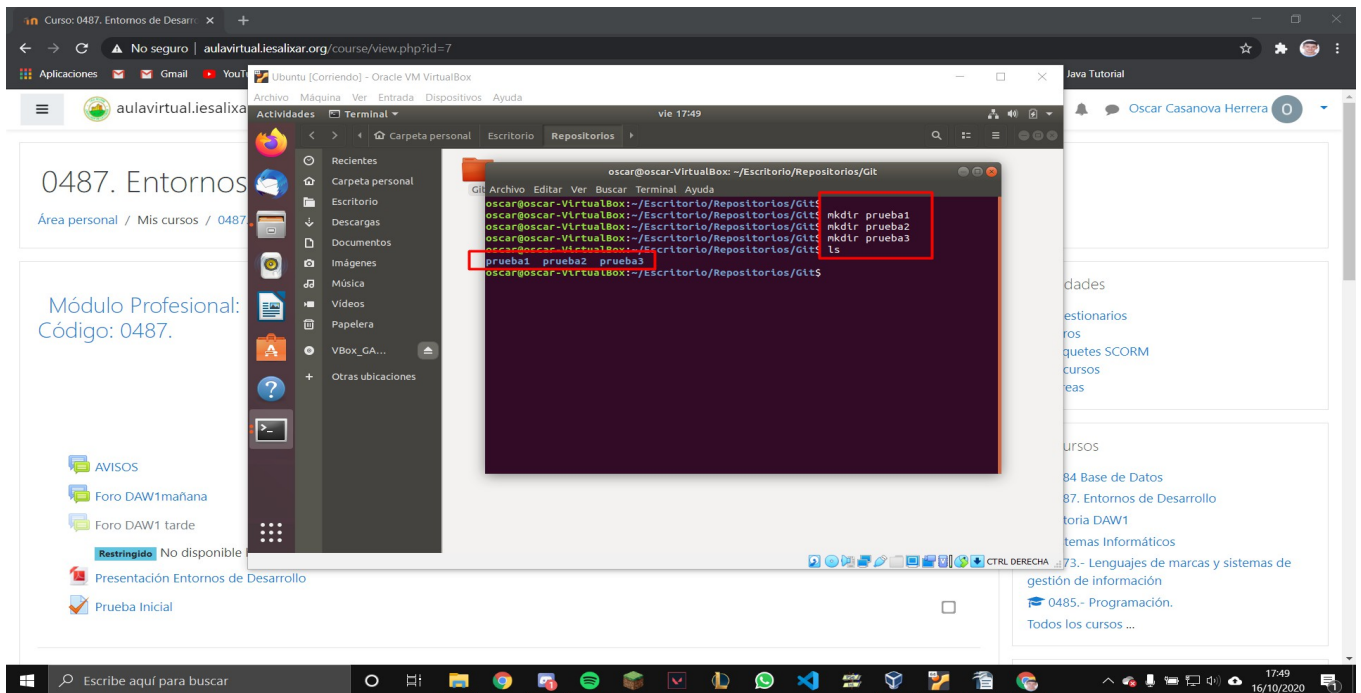 Curso: 0487. Entornos de Desarro
No seguro | aulavirtual.iesalixar.org/course/view.php?id=7
Aplicaciones Gmail Java Tutorial
Ubuntu [Corriendo] - Oracle VM VirtualBox
Archivo Máquina Ver Entrada Dispositivos Ayuda
aulavirtual.iesalixa
Oscar Casanova Herrera O
Actividades Terminal vie 17:49
Carpeta personal Escritorio Repositorios
Recientes
Carpeta personal
Escritorio
Descargas
Documentos
Imágenes
Música
Vídeos
Papelera
VBox_GA...
Otras ubicaciones
Git
oscar@oscar-VirtualBox: ~/Escritorio/Repositorios/Git
Archivo Editar Ver Buscar Terminal Ayuda
oscar@oscar-VirtualBox:~/Escritorio/Repositorios/Git$ mkdir prueba1
oscar@oscar-VirtualBox:~/Escritorio/Repositorios/Git$ mkdir prueba2
oscar@oscar-VirtualBox:~/Escritorio/Repositorios/Git$ mkdir prueba3
oscar@oscar-VirtualBox:~/Escritorio/Repositorios/Git$ ls
prueba1 prueba2 prueba3
oscar@oscar-VirtualBox:~/Escritorio/Repositorios/Git$
CTRL DERECHA
0487. Entornos
Área personal / Mis cursos / 0487
Módulo Profesional:
Código: 0487.
AVISOS
Foro DAW1mañana
Foro DAW1 tarde
Restringido No disponible
Presentación Entornos de Desarrollo
Prueba Inicial
dades
estionarios
ros
quetes SCORM
cursos
reas
ursos
84 Base de Datos
87. Entornos de Desarrollo
toria DAW1
temas Informáticos
73.- Lenguajes de marcas y sistemas de
gestión de información
0485.- Programación.
Todos los cursos ...
Escribe aquí para buscar
17:49
16/10/2020